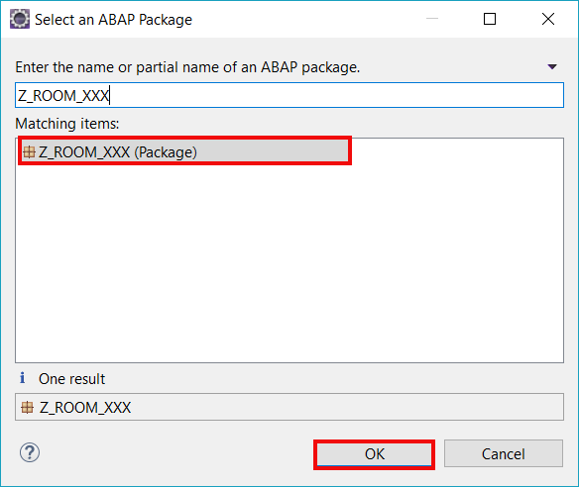 Select an ABAP Package
Enter the name or partial name of an ABAP package.
Z_ROOM_XXX
Matching items:
Z_ROOM_XXX (Package)
One result
Z_ROOM_XXX
OK Cancel